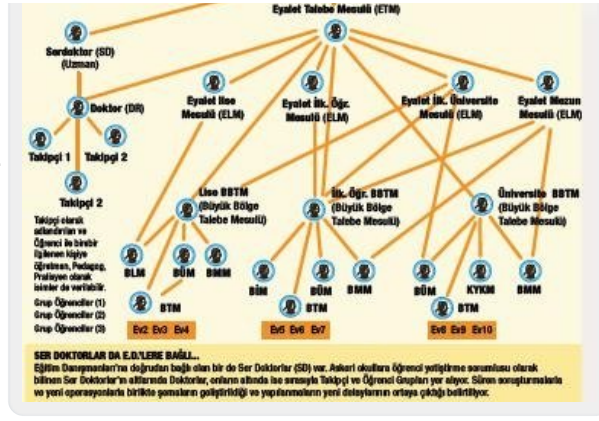 Eyalet Talebe Mesulü (ETM)
Serdoktor (SD)
(Uzman)
Doktor (DR)
Eyalet lise
Mesulü (ELM)
Eyalet İlk. Öğr.
Mesulü (ELM)
Eyalet İlk. Üniversite
Mesulü (ELM)
Eyalet Mezun
Mesulü (ELM)
Takipçi 1
Takipçi 2
Takipçi 2
Lise BBTM
(Büyük Bölge
Talebe Mesulü)
İlk. Öğr. BBTM
(Büyük Bölge
Talebe Mesulü)
Üniversite BBTM
(Büyük Bölge
Talebe Mesulü)
Takipçi olarak
adlandırılan ve
Öğrenci ile birebir
ilgilenen kişiye
öğretmen, Pedagog,
Pratisyen olarak
isimler de verilebilir.
Grup Öğrenciler (1)
Grup Öğrenciler (2)
Grup Öğrenciler (3)
BLM
BÜM
BMM
BTM
BİM
BÜM
BMM
BTM
BÜM
KYKM
BMM
BTM
Ev2 Ev3 Ev4
Ev5 Ev6 Ev7
Ev8 Ev9 Ev10
SER DOKTORLAR DA E.D.'LERE BAĞLI...
Eğitim Danışmanları'na doğrudan bağlı olan bir de Ser Doktorlar (SD) var. Askeri okullara öğrenci yetiştirme sorumlusu olarak
bilinen Ser Doktorlar'ın altlarında Doktorlar, onların altında ise sırasıyla Takipçi ve Öğrenci Grupları yer alıyor. Süren soruşturmalarla
ve yeni operasyonlarla birlikte şemaların geliştirildiği ve yapılanmaların yeni detaylarının ortaya çıktığı belirtiliyor.